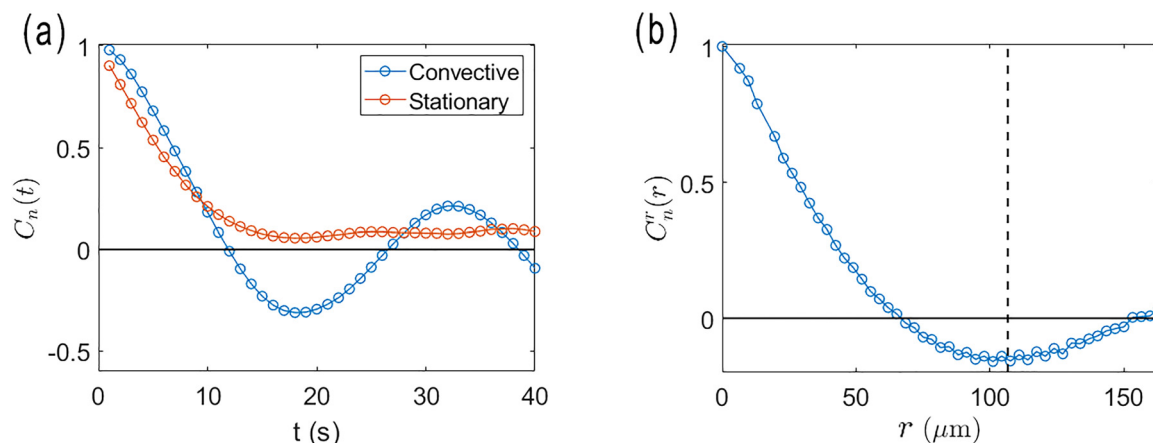 (a)
1
0.5
0
-0.5
C_n(t)
0 10 20 30 40
t (s)
Convective
Stationary
(b)
1
0.5
0
C_n^r(r)
0 50 100 150
r (μm)